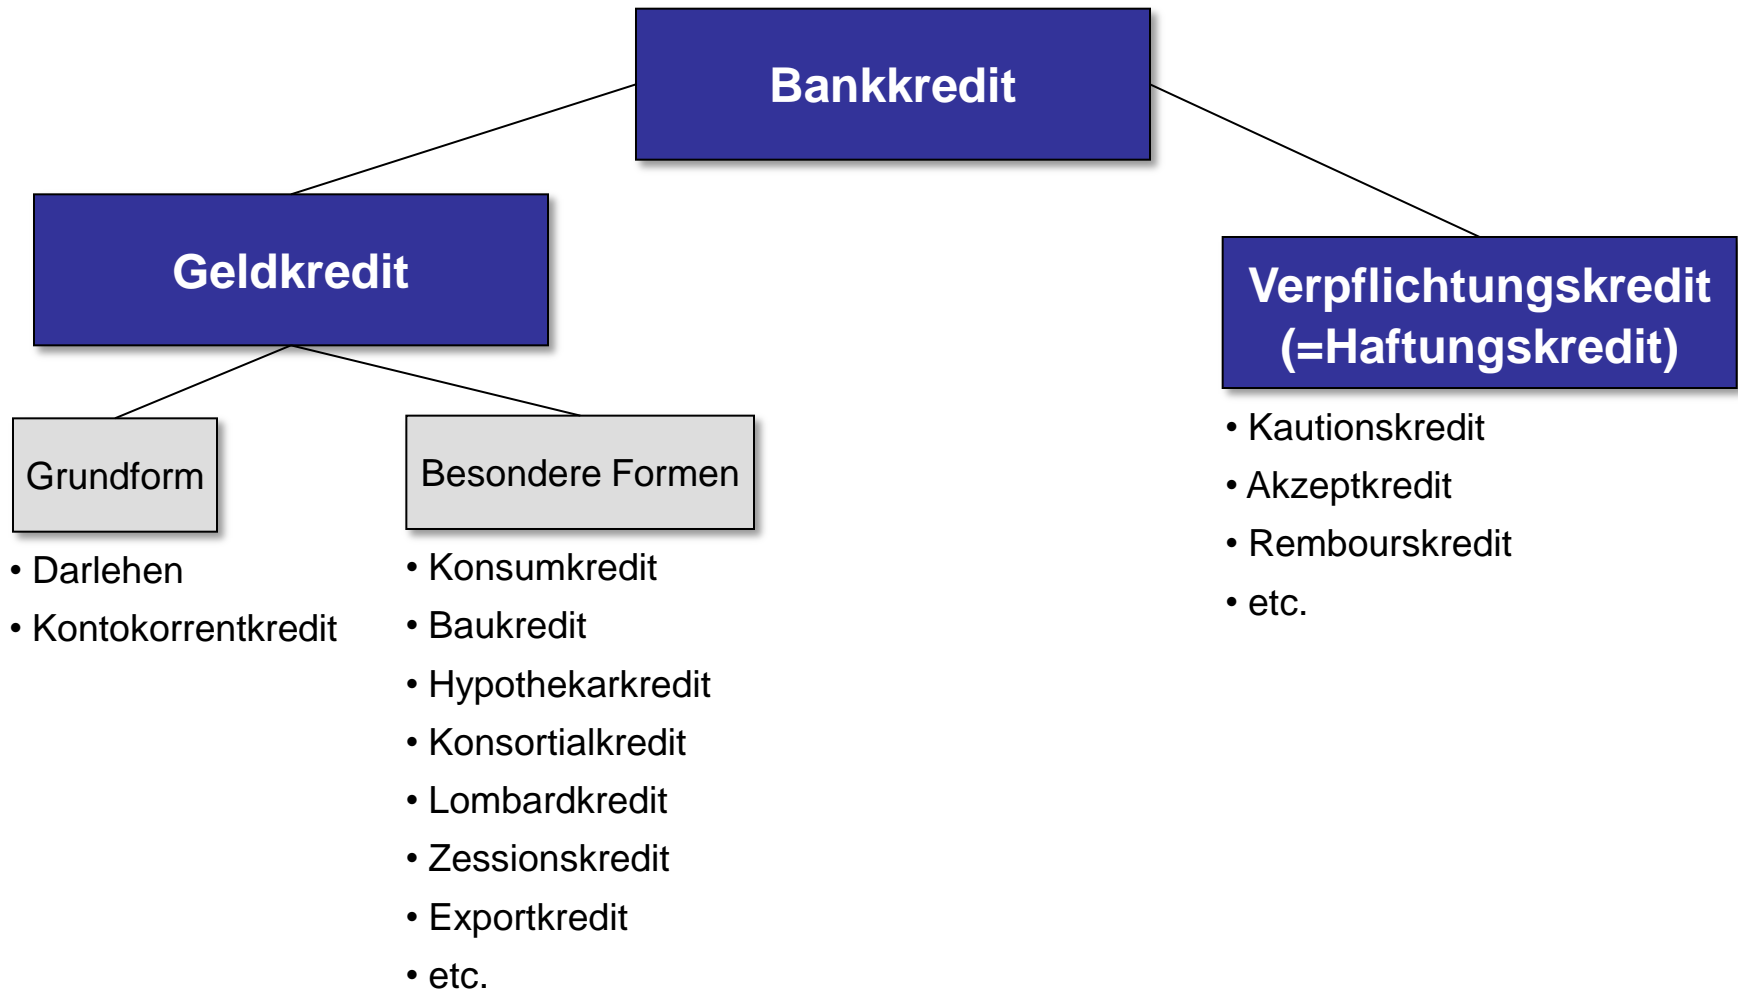 Bankkredit
Geldkredit
Verpflichtungskredit
(=Haftungskredit)
Grundform
• Darlehen
• Kontokorrentkredit
Besondere Formen
• Konsumkredit
• Baukredit
• Hypothekarkredit
• Konsortialkredit
• Lombardkredit
• Zessionskredit
• Exportkredit
• etc.
• Kautionskredit
• Akzeptkredit
• Rembourskredit
• etc.